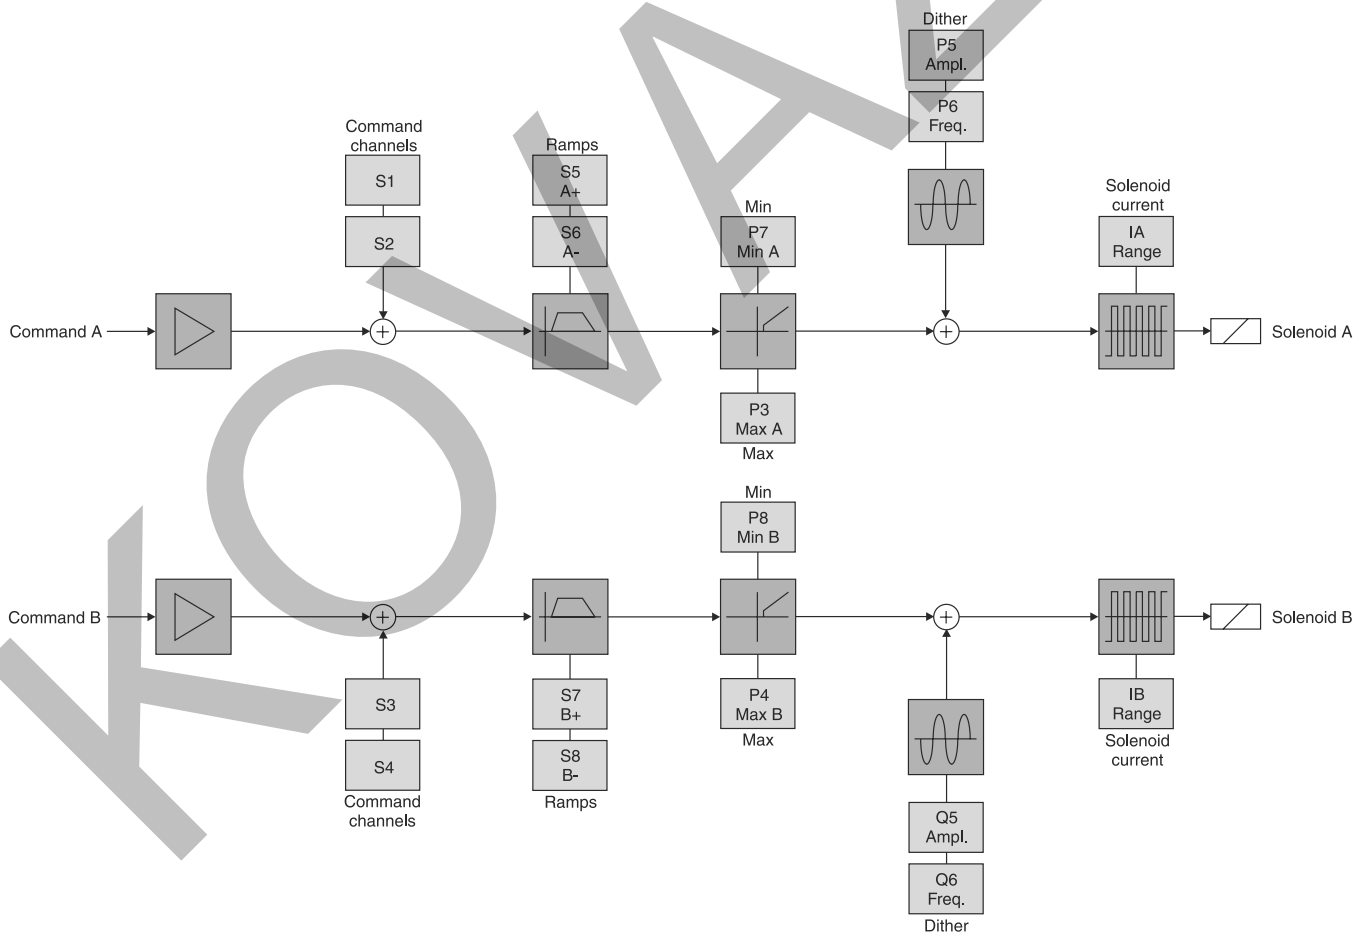 Dither
P5
Ampl.
P6
Freq.
Command
channels
S1
S2
Ramps
S5
A+
S6
A-
Min
P7
Min A
Solenoid
current
IA
Range
Command A
+
+
Solenoid A
P3
Max A
Max
Min
P8
Min B
Command B
+
+
Solenoid B
S3
S4
Command
channels
S7
B+
S8
B-
Ramps
P4
Max B
Max
IB
Range
Solenoid
current
Q5
Ampl.
Q6
Freq.
Dither
KOVA